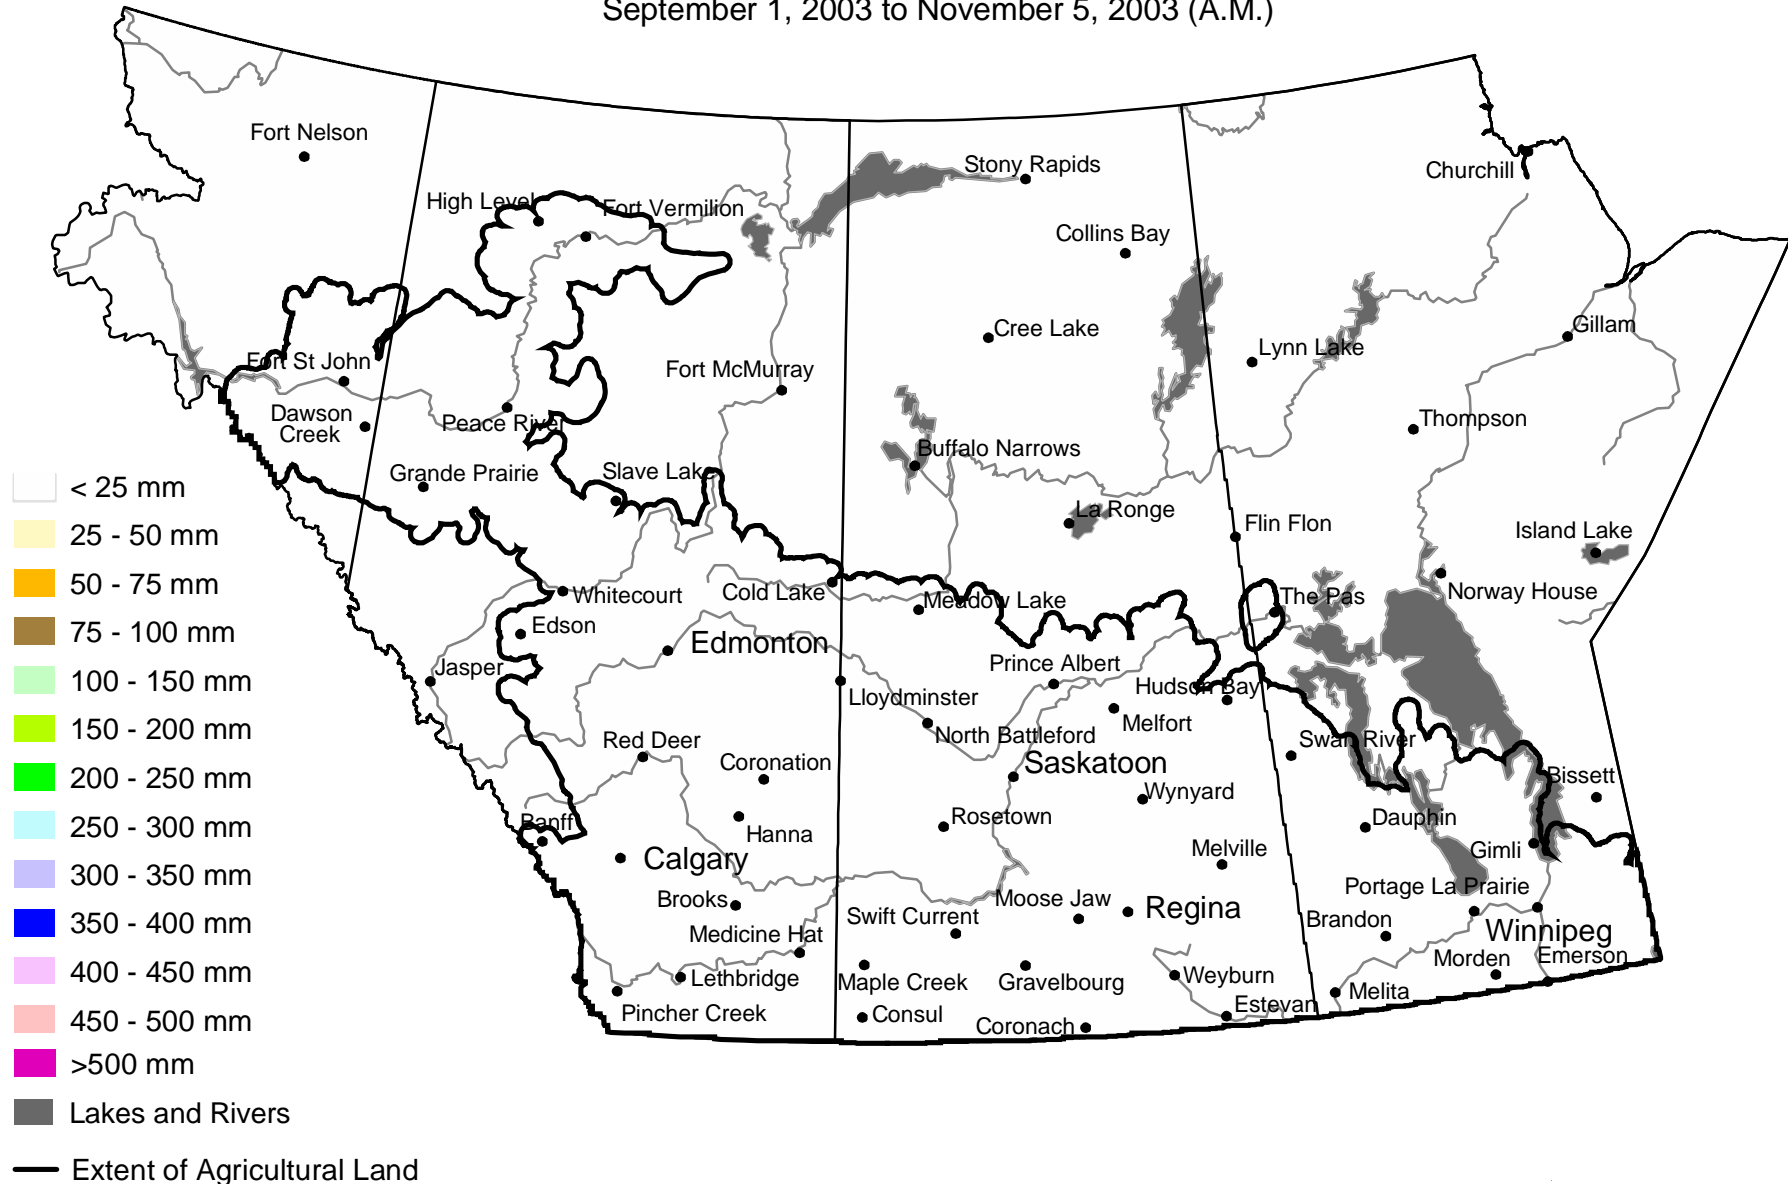 September 1, 2003 to November 5, 2003 (A.M.)
Fort Nelson
Stony Rapids
Churchill
High Level
Fort Vermilion
Collins Bay
Gillam
Cree Lake
Lynn Lake
Fort St John
Fort McMurray
Dawson
Creek
Peace River
Thompson
Buffalo Narrows
Grande Prairie
Slave Lake
La Ronge
Flin Flon
Island Lake
Whitecourt
Cold Lake
Meadow Lake
The Pas
Norway House
Edson
Edmonton
Jasper
Prince Albert
Hudson Bay
Lloydminster
Melfort
North Battleford
Red Deer
Coronation
Saskatoon
Swan River
Bissett
Wynyard
Banff
Hanna
Rosetown
Dauphin
Calgary
Melville
Gimli
Portage La Prairie
Brooks
Moose Jaw
Regina
Swift Current
Brandon
Medicine Hat
Winnipeg
Morden
Emerson
Lethbridge
Maple Creek
Gravelbourg
Weyburn
Melita
Pincher Creek
Consul
Coronach
Estevan
< 25 mm
25 - 50 mm
50 - 75 mm
75 - 100 mm
100 - 150 mm
150 - 200 mm
200 - 250 mm
250 - 300 mm
300 - 350 mm
350 - 400 mm
400 - 450 mm
450 - 500 mm
>500 mm
Lakes and Rivers
Extent of Agricultural Land